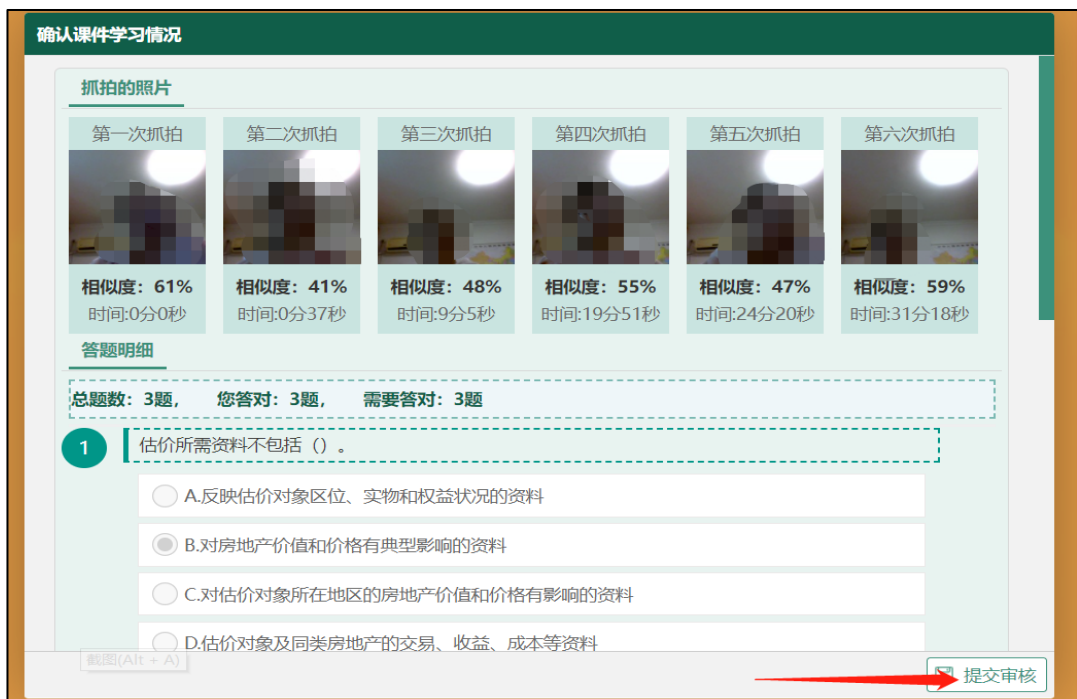 确认课件学习情况
抓拍的照片
第一次抓拍 第二次抓拍 第三次抓拍 第四次抓拍 第五次抓拍 第六次抓拍
相似度：61% 相似度：41% 相似度：48% 相似度：55% 相似度：47% 相似度：59%
时间:0分0秒 时间:0分37秒 时间:9分5秒 时间:19分51秒 时间:24分20秒 时间:31分18秒
答题明细
总题数：3题， 您答对：3题， 需要答对：3题
1 估价所需资料不包括（）。
A.反映估价对象区位、实物和权益状况的资料
B.对房地产价值和价格有典型影响的资料
C.对估价对象所在地区的房地产价值和价格有影响的资料
D.估价对象及同类房地产的交易、收益、成本等资料
截图(Alt + A)
提交审核